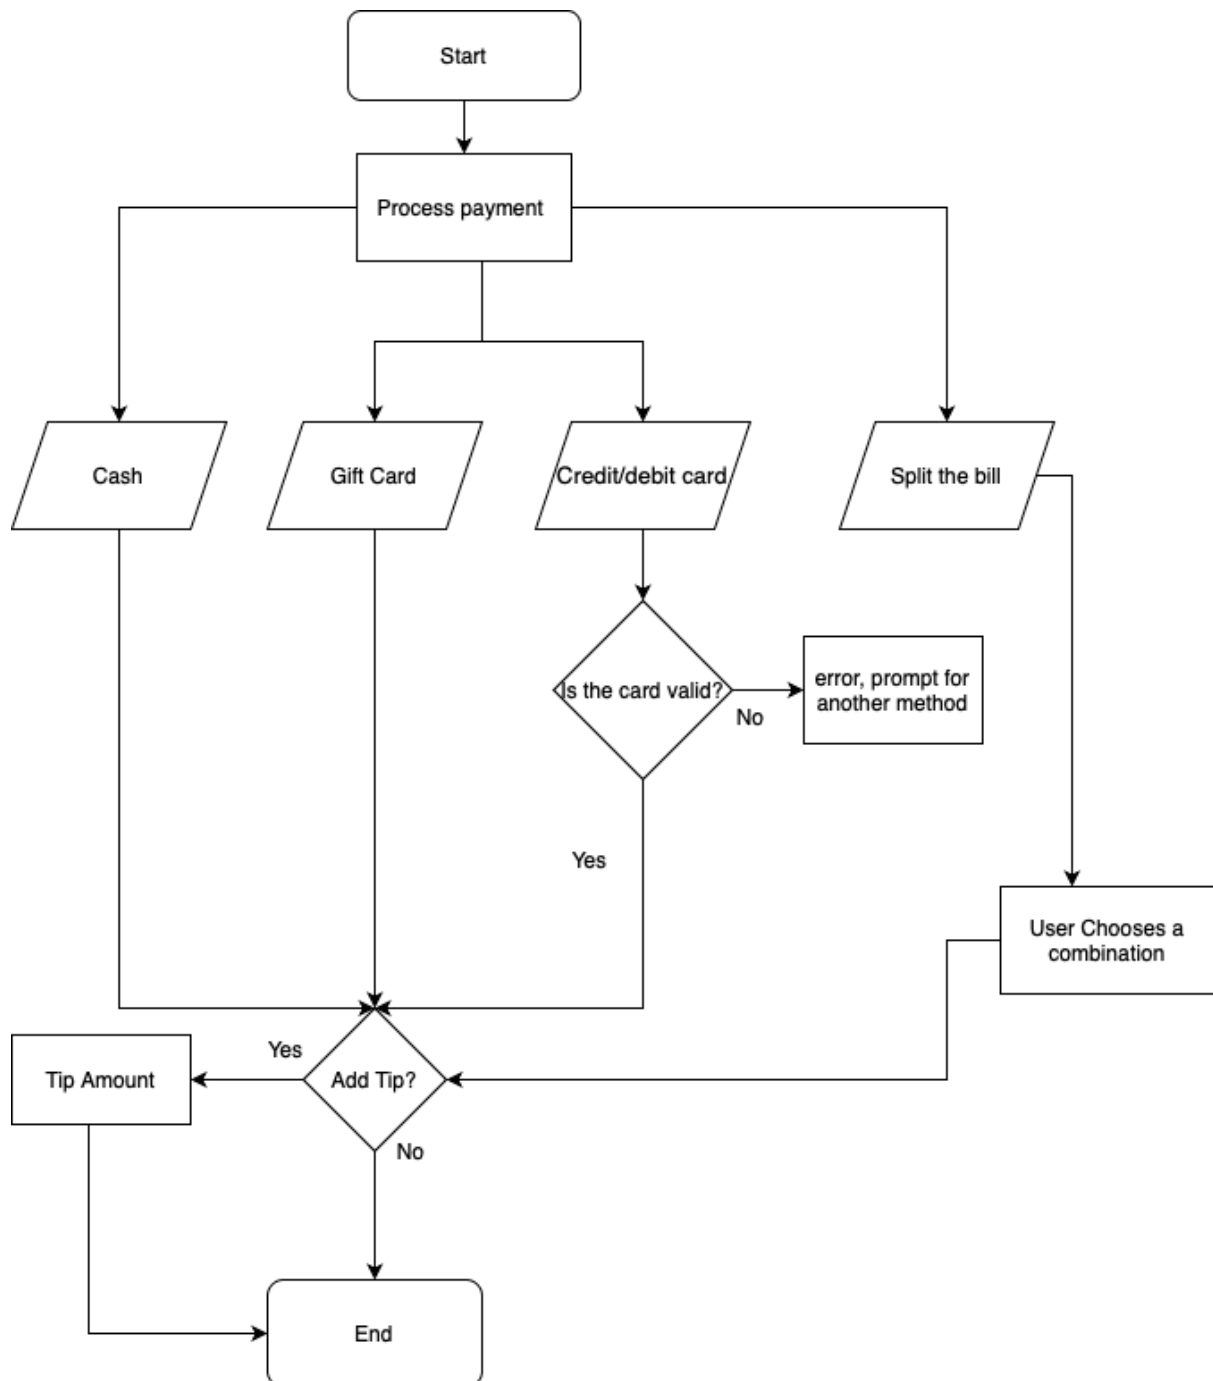 Start
Process payment
Cash
Gift Card
Credit/debit card
Split the bill
Is the card valid?
No
error, prompt for
another method
Yes
User Chooses a
combination
Yes
Tip Amount
Add Tip?
No
End